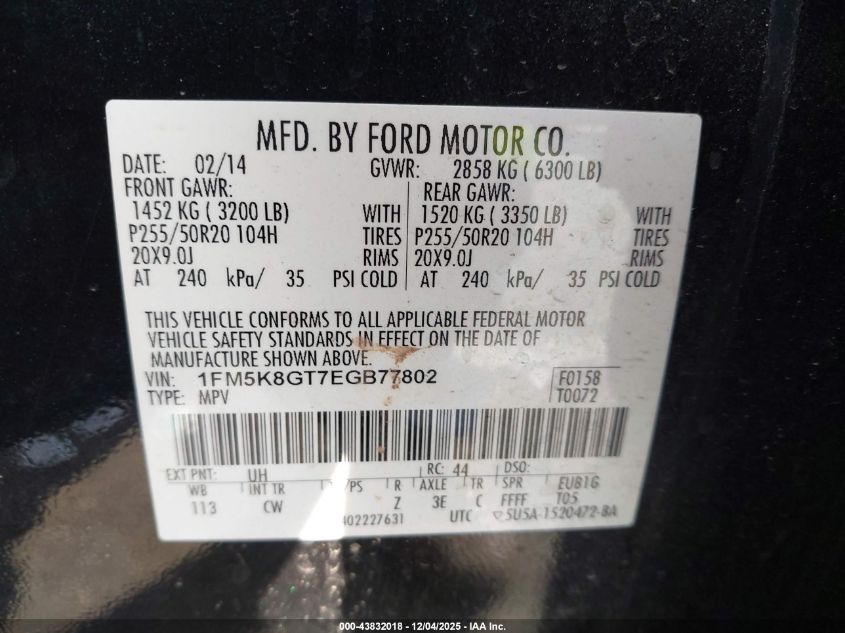 MFD. BY FORD MOTOR CO.
DATE: 02/14 GVWR: 2858 KG ( 6300 LB)
FRONT GAWR: REAR GAWR:
1452 KG ( 3200 LB) WITH 1520 KG ( 3350 LB) WITH
P255/50R20 104H TIRES P255/50R20 104H TIRES
20X9.0J RIMS 20X9.0J RIMS
AT 240 kPa/ 35 PSI COLD AT 240 kPa/ 35 PSI COLD
THIS VEHICLE CONFORMS TO ALL APPLICABLE FEDERAL MOTOR
VEHICLE SAFETY STANDARDS IN EFFECT ON THE DATE OF
MANUFACTURE SHOWN ABOVE.
VIN: 1FM5K8GT7EGB77802 F0158
TYPE: MPV T0072
EXT PNT: UH RC: 44 DSO:
WB INT TR /PS R AXLE TR SPR EUB1G
113 CW Z 3E C FFFF T05
402227631 UTC 5U5A-1520472-BA
000-43832018 - 12/04/2025 - IAA Inc.